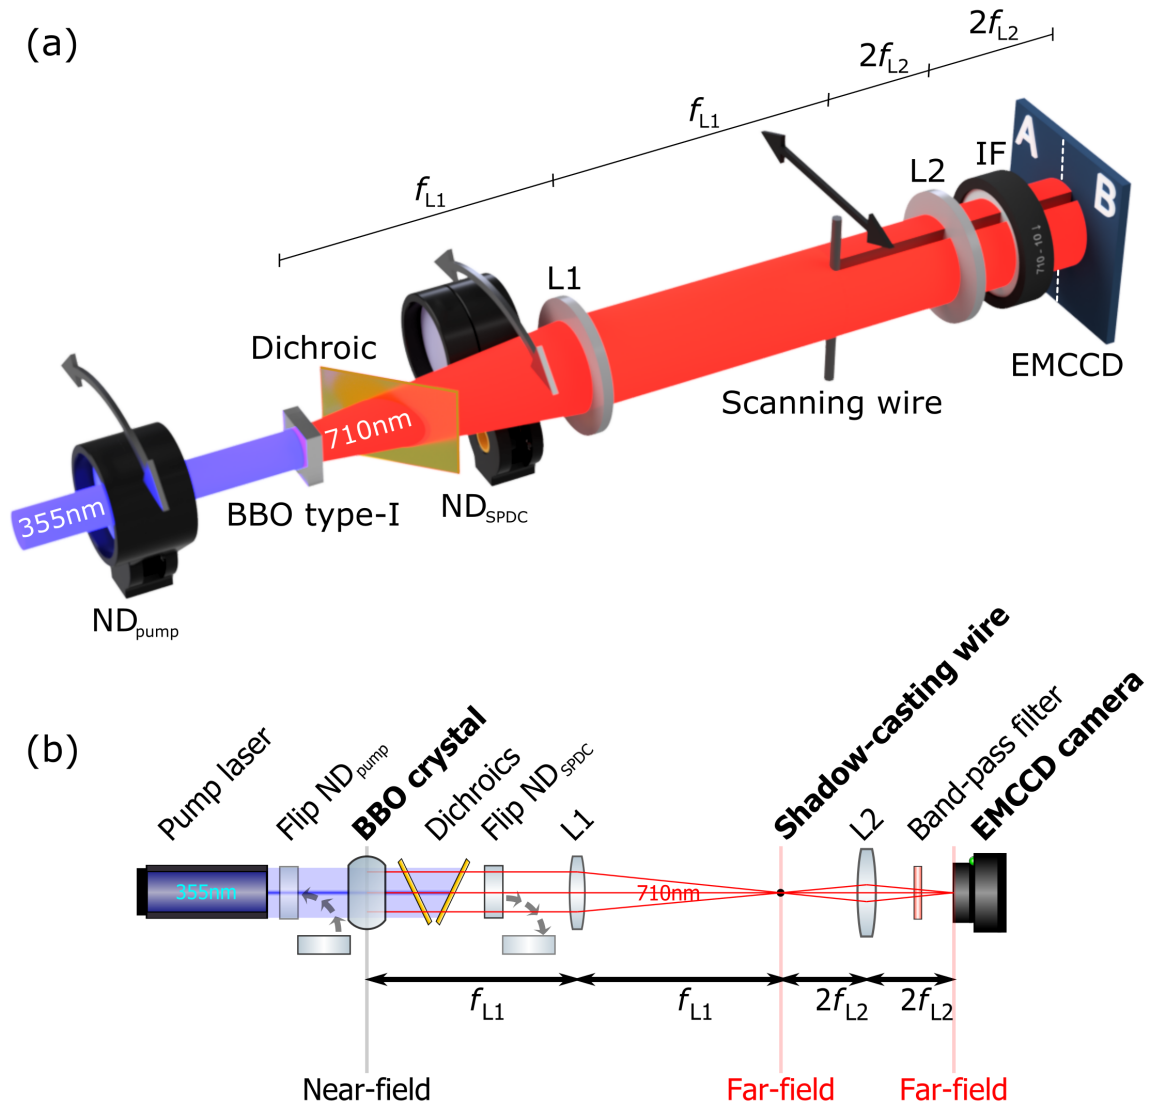 (a)
2fL2
2fL2
fL1
fL1
A
B
IF
L2
710 - 10↓
L1
Dichroic
EMCCD
Scanning wire
710nm
NDSPDC
BBO type-I
355nm
NDpump
(b)
Pump laser
Flip NDpump
BBO crystal
Dichroics
Flip NDSPDC
L1
Shadow-casting wire
L2
Band-pass filter
EMCCD camera
355nm
710nm
fL1
fL1
2fL2
2fL2
Near-field
Far-field
Far-field